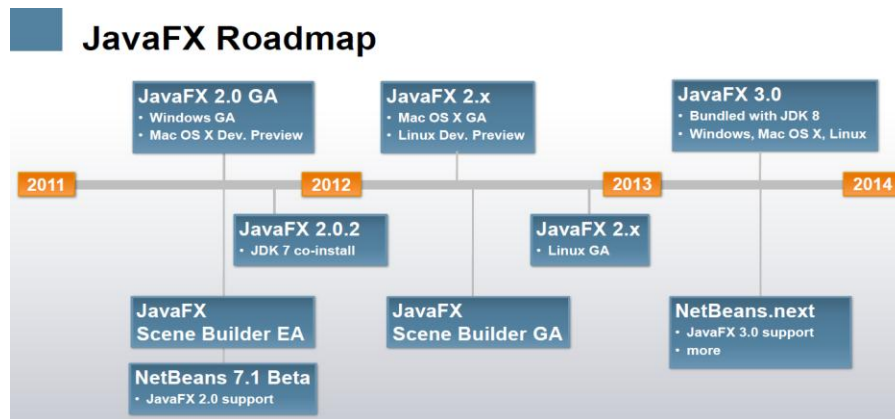 JavaFX Roadmap
JavaFX 2.0 GA
• Windows GA
• Mac OS X Dev. Preview
JavaFX 2.x
• Mac OS X GA
• Linux Dev. Preview
JavaFX 3.0
• Bundled with JDK 8
• Windows, Mac OS X, Linux
2011
2012
2013
2014
JavaFX 2.0.2
• JDK 7 co-install
JavaFX 2.x
• Linux GA
JavaFX
Scene Builder EA
JavaFX
Scene Builder GA
NetBeans.next
• JavaFX 3.0 support
• more
NetBeans 7.1 Beta
• JavaFX 2.0 support